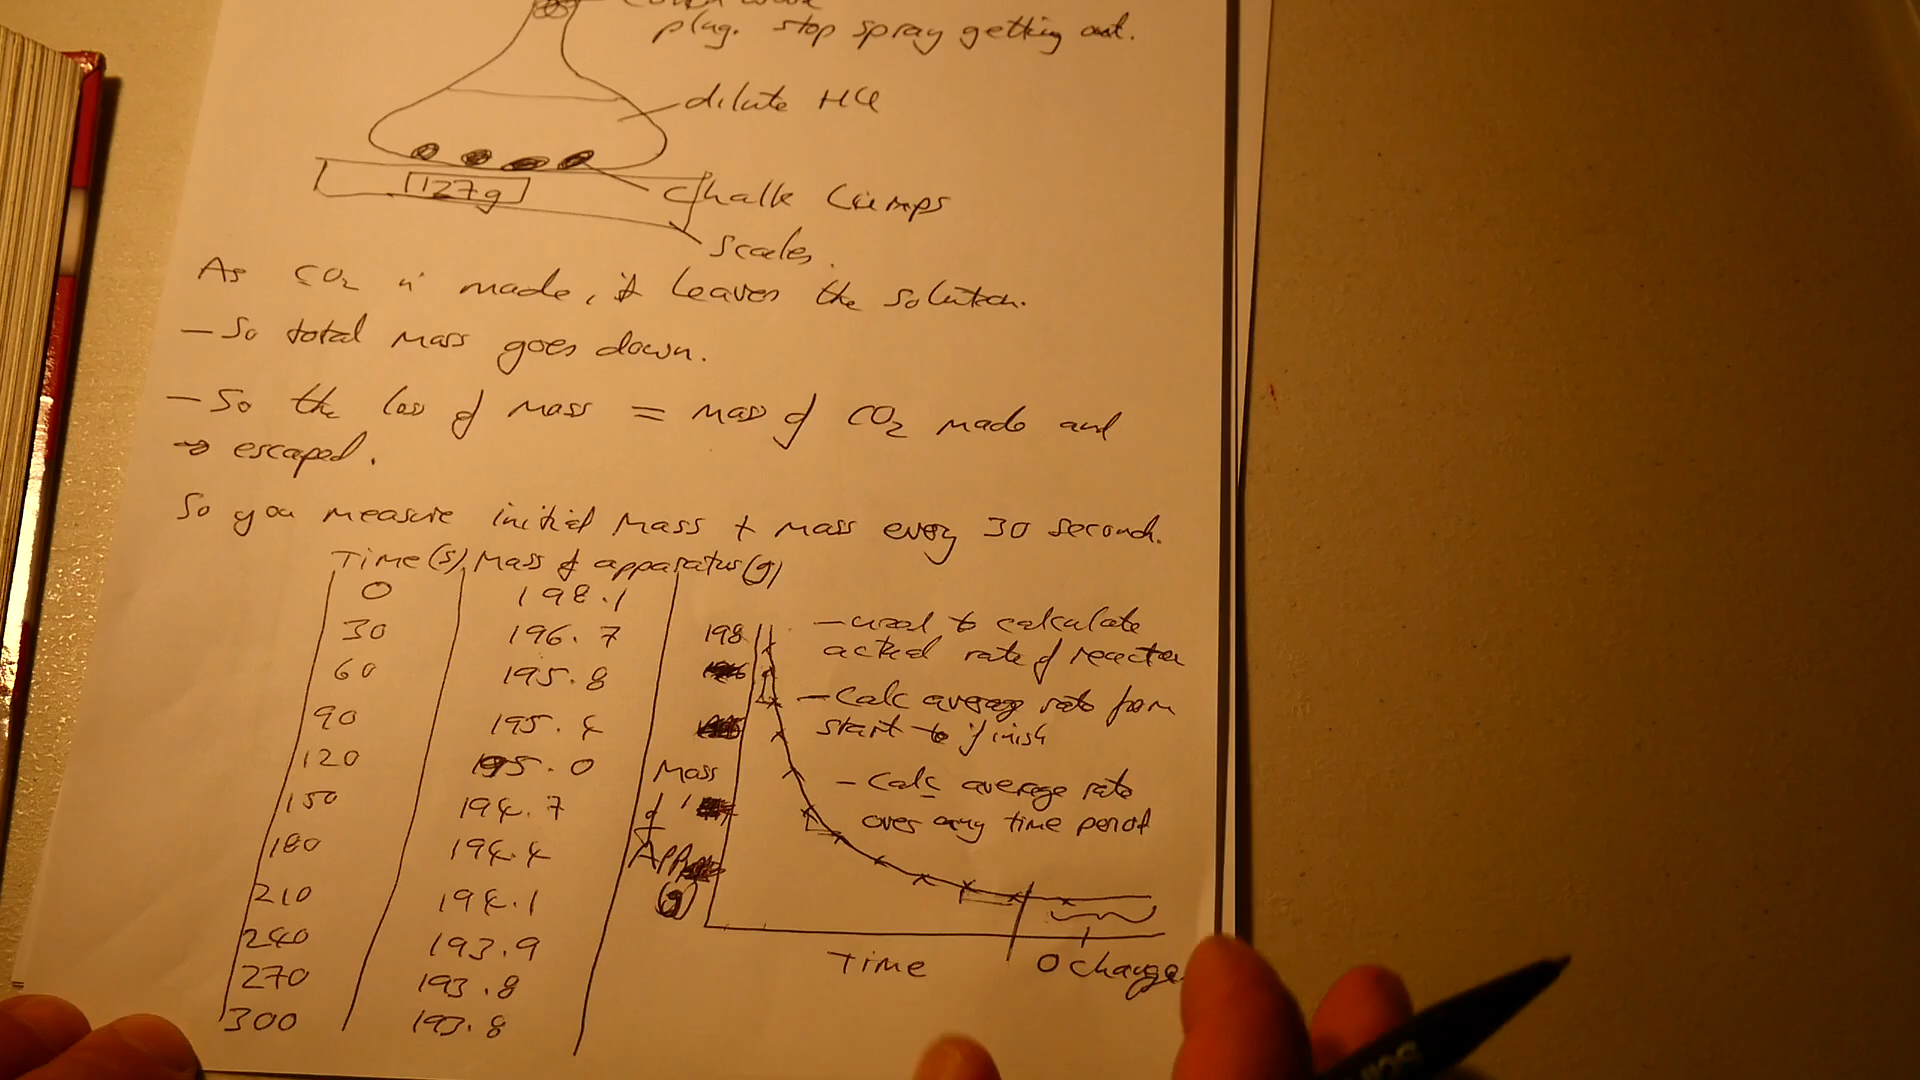 plug. stop spray getting out.
dilute HCl
127g
Chalk Lumps
Scales.
As CO2 is made, it leaves the solution.
- So total mass goes down.
- So the loss of mass = mass of CO2 made and
→ escaped.
So you measure initial mass + mass every 30 second.
Time (s) Mass of apparatus (g)
0 198.1
30 196.7
60 195.8
90 195.4
120 195.0
150 194.7
180 194.4
210 194.1
240 193.9
270 193.8
300 193.8
198
Mass
of
App
(g)
- used to calculate
actual rate of reaction
- Calc average rate from
start to finish
- Calc average rate
over any time period
Time
0 change